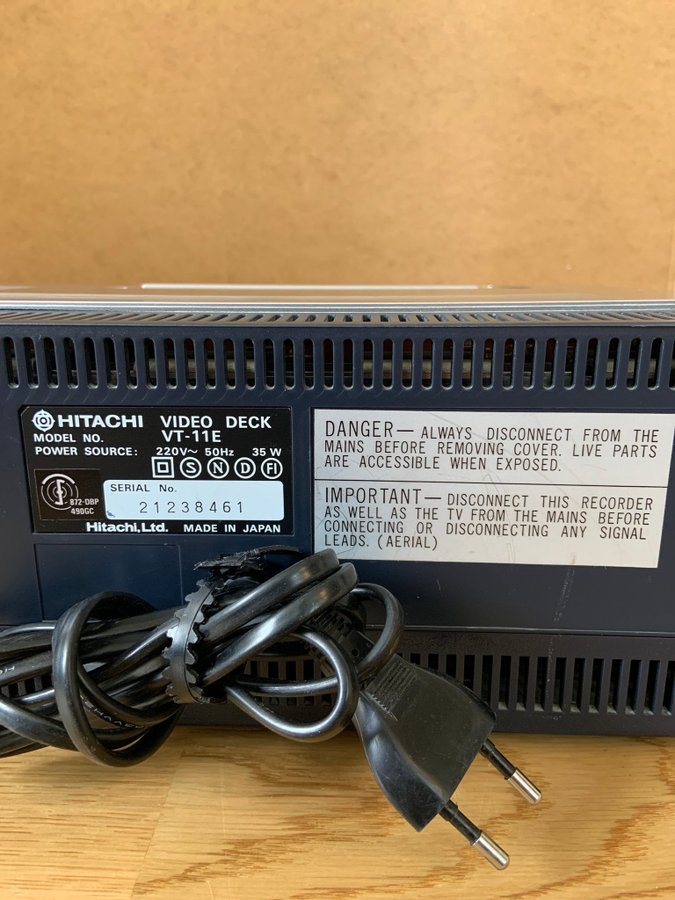 HITACHI VIDEO DECK
MODEL NO. VT-11E
POWER SOURCE: 220V~ 50Hz 35W
S N D FI
872-DBP
490GC
SERIAL No.
21238461
Hitachi, Ltd. MADE IN JAPAN
DANGER— ALWAYS DISCONNECT FROM THE
MAINS BEFORE REMOVING COVER. LIVE PARTS
ARE ACCESSIBLE WHEN EXPOSED.
IMPORTANT— DISCONNECT THIS RECORDER
AS WELL AS THE TV FROM THE MAINS BEFORE
CONNECTING OR DISCONNECTING ANY SIGNAL
LEADS. (AERIAL)